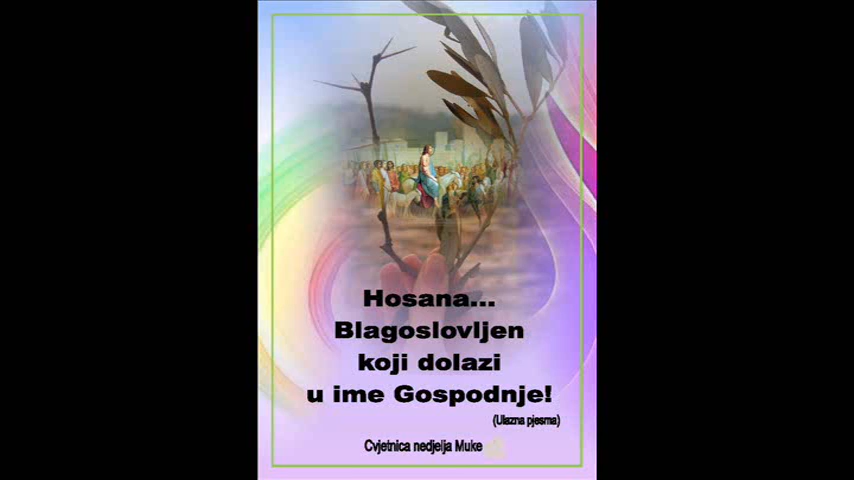 Hosana...
Blagoslovljen
koji dolazi
u ime Gospodnje!
(Ulazna pjesma)
Cvjetnica nedjelja Muke